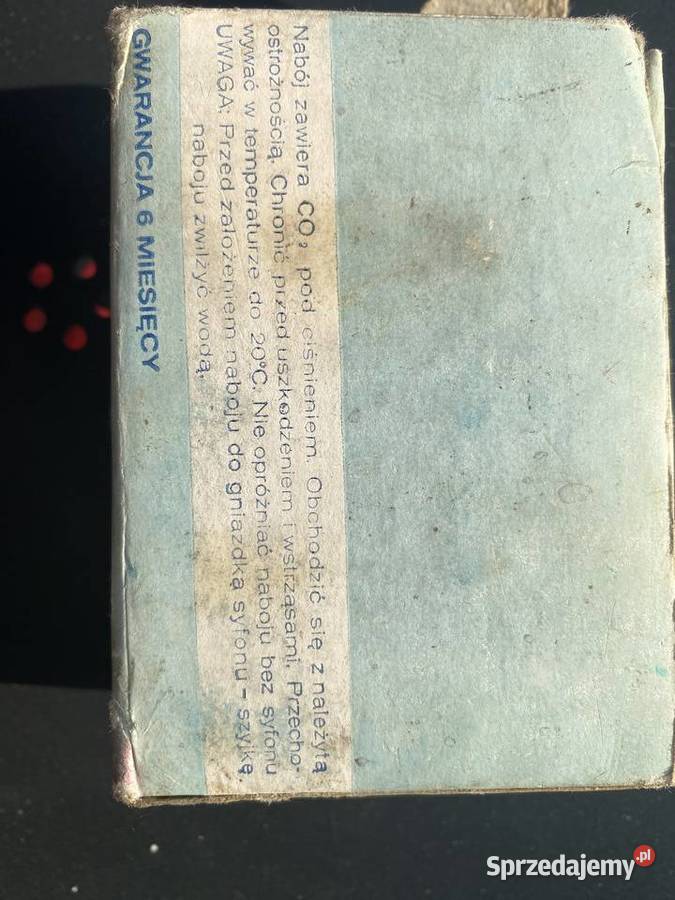 Nabój zawiera CO₂ pod ciśnieniem. Obchodzić się z należytą
ostrożnością. Chronić przed uszkodzeniem i wstrząsami. Przecho-
wywać w temperaturze do 20°C. Nie opróżniać naboju bez syfonu
UWAGA: Przed założeniem naboju do gniazdka syfonu – szyjkę
naboju zwilżyć wodą.
GWARANCJA 6 MIESIĘCY
Sprzedajemy.pl